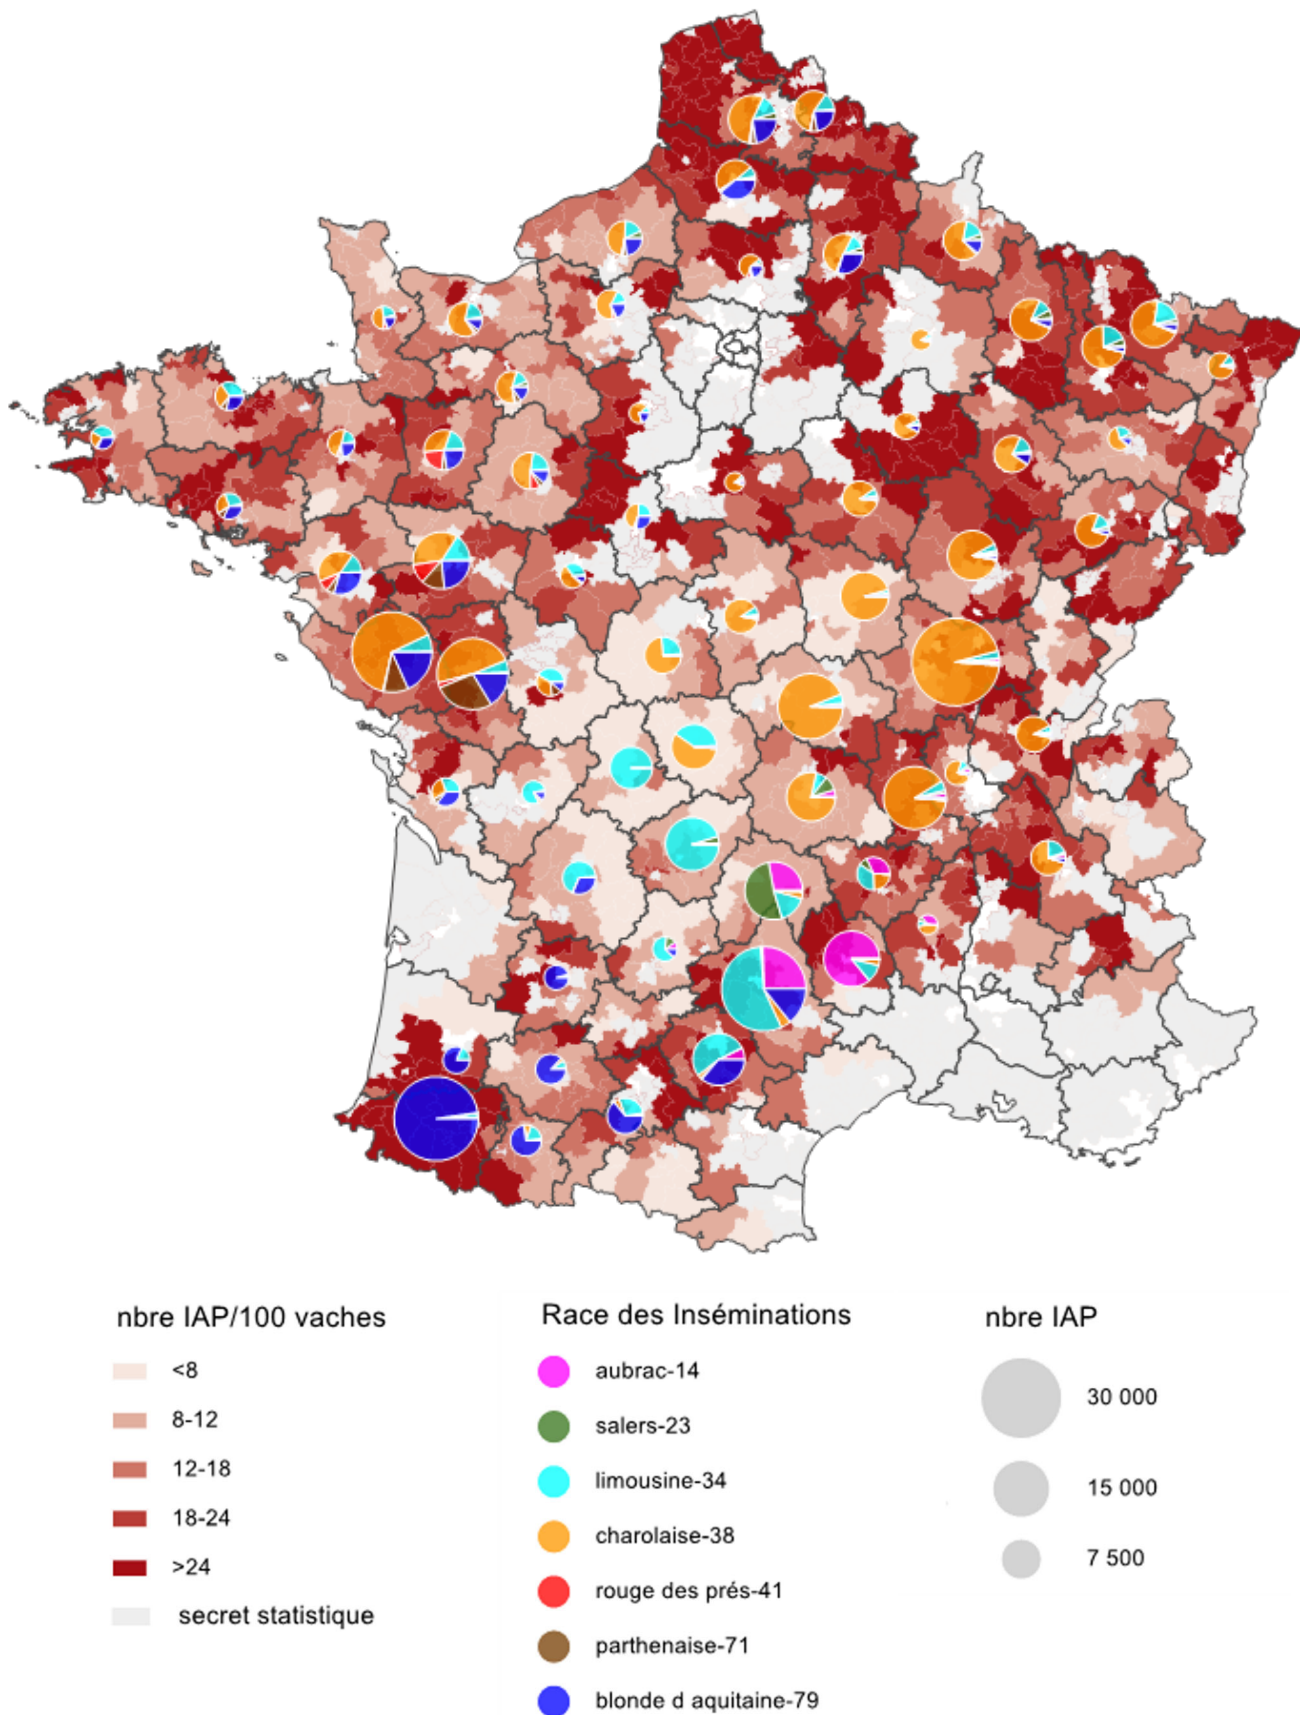 nbre IAP/100 vaches
<8
8-12
12-18
18-24
>24
secret statistique
Race des Inséminations
aubrac-14
salers-23
limousine-34
charolaise-38
rouge des prés-41
parthenaise-71
blonde d aquitaine-79
nbre IAP
30 000
15 000
7 500